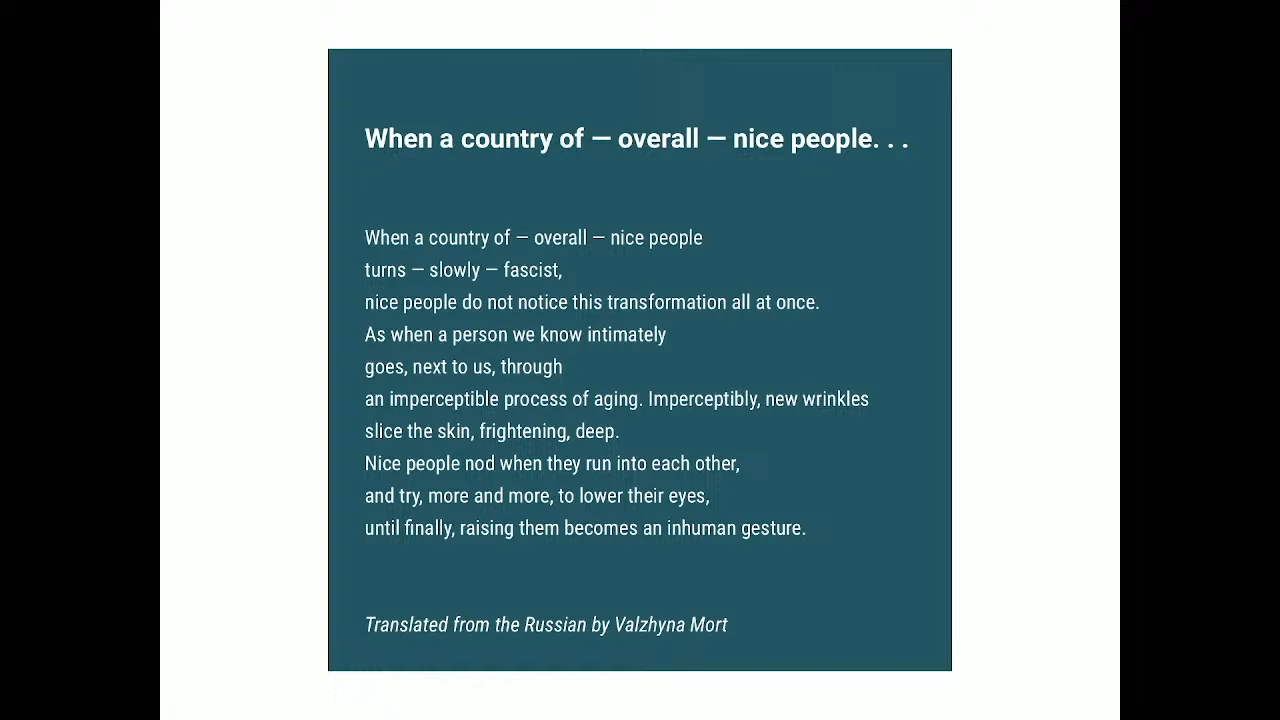 When a country of — overall — nice people. . .
When a country of — overall — nice people
turns — slowly — fascist,
nice people do not notice this transformation all at once.
As when a person we know intimately
goes, next to us, through
an imperceptible process of aging. Imperceptibly, new wrinkles
slice the skin, frightening, deep.
Nice people nod when they run into each other,
and try, more and more, to lower their eyes,
until finally, raising them becomes an inhuman gesture.
Translated from the Russian by Valzhyna Mort